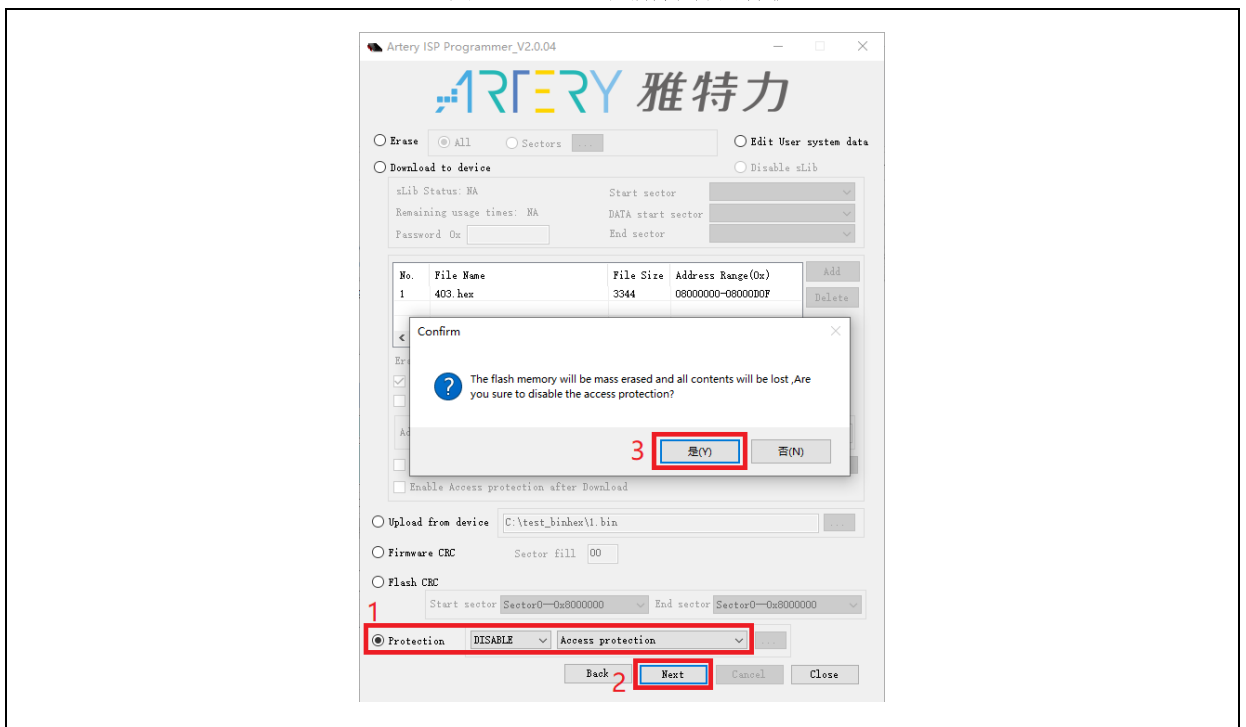 Artery ISP Programmer_V2.0.04
ARTERY 雅特力
Erase All Sectors ... Edit User system data
Download to device Disable sLib
sLib Status: NA Start sector
Remaining usage times: NA DATA start sector
Password 0x End sector
No. File Name File Size Address Range(0x) Add
1 403.hex 3344 08000000-08000D0F Delete
Confirm
The flash memory will be mass erased and all contents will be lost ,Are
you sure to disable the access protection?
3 是(Y) 否(N)
Enable Access protection after Download
Upload from device C:\test_binhex\1.bin ...
Firmware CRC Sector fill 00
Flash CRC
Start sector Sector0—0x8000000 End sector Sector0—0x8000000
1
Protection DISABLE Access protection ...
Back 2 Next Cancel Close